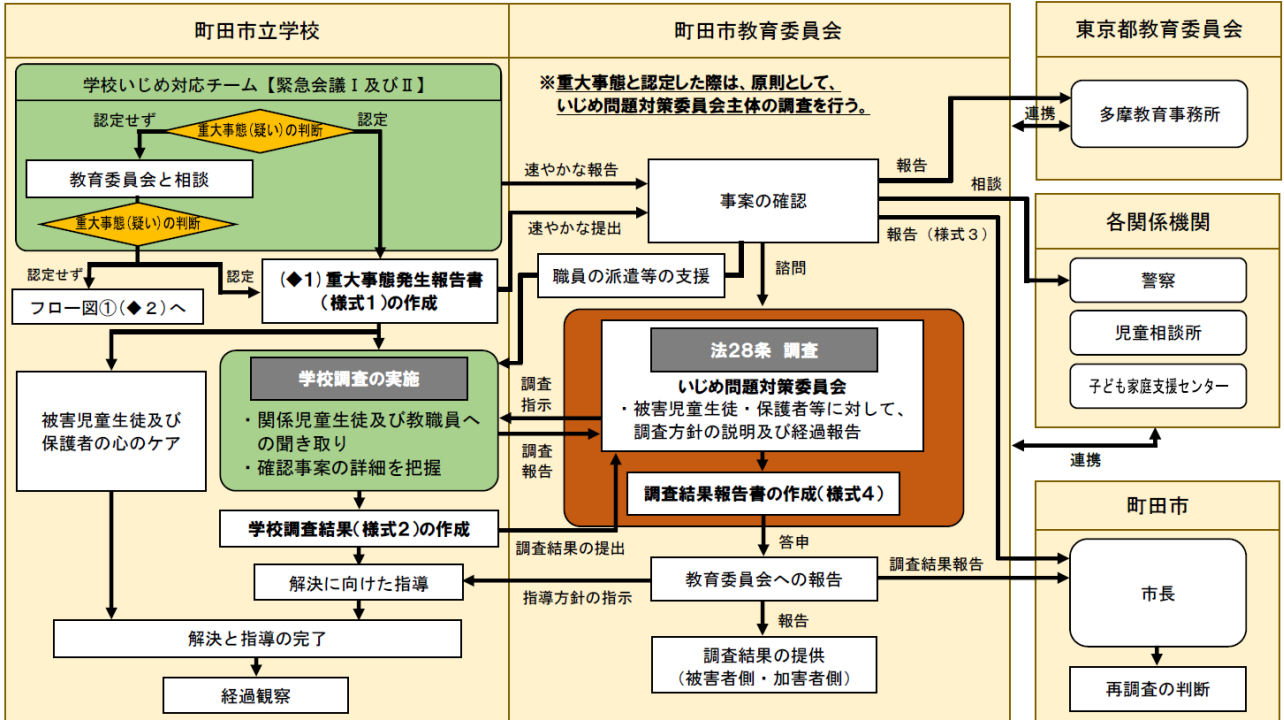 町田市立学校
学校いじめ対応チーム【緊急会議Ⅰ及びⅡ】
認定せず
重大事態(疑い)の判断
認定
教育委員会と相談
重大事態(疑い)の判断
認定せず
認定
フロー図①(◆2)へ
(◆1)重大事態発生報告書
(様式1)の作成
被害児童生徒及び
保護者の心のケア
学校調査の実施
・関係児童生徒及び教職員へ
の聞き取り
・確認事案の詳細を把握
学校調査結果(様式2)の作成
解決に向けた指導
解決と指導の完了
経過観察
町田市教育委員会
※重大事態と認定した際は、原則として、
いじめ問題対策委員会主体の調査を行う。
速やかな報告
速やかな提出
事案の確認
職員の派遣等の支援
諮問
法28条 調査
いじめ問題対策委員会
・被害児童生徒・保護者等に対して、
調査方針の説明及び経過報告
調査
指示
調査
報告
調査結果報告書の作成(様式4)
調査結果の提出
答申
教育委員会への報告
指導方針の指示
報告
調査結果の提供
(被害者側・加害者側)
報告
相談
報告(様式3)
調査結果報告
東京都教育委員会
多摩教育事務所
連携
各関係機関
警察
児童相談所
子ども家庭支援センター
連携
町田市
市長
再調査の判断